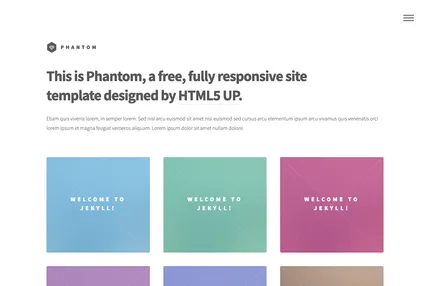 PHANTOM
This is Phantom, a free, fully responsive site
template designed by HTML5 UP.
Etiam quis viverra lorem, in semper lorem. Sed nisl arcu euismod sit amet nisi euismod sed cursus arcu elementum ipsum arcu vivamus quis venenatis orci
lorem ipsum et magna feugiat veroeros aliquam. Lorem ipsum dolor sit amet nullam dolore.
WELCOME TO
JEKYLL!
WELCOME TO
JEKYLL!
WELCOME TO
JEKYLL!